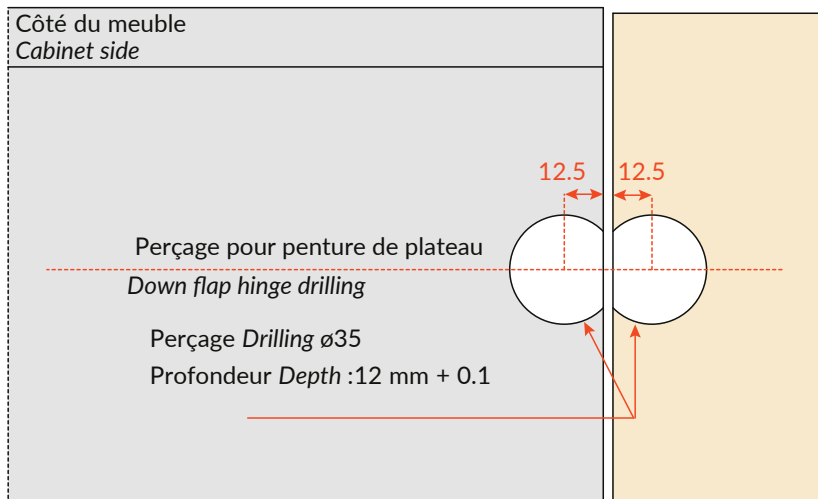 Côté du meuble
Cabinet side
12.5 12.5
Perçage pour penture de plateau
Down flap hinge drilling
Perçage Drilling ø35
Profondeur Depth :12 mm + 0.1